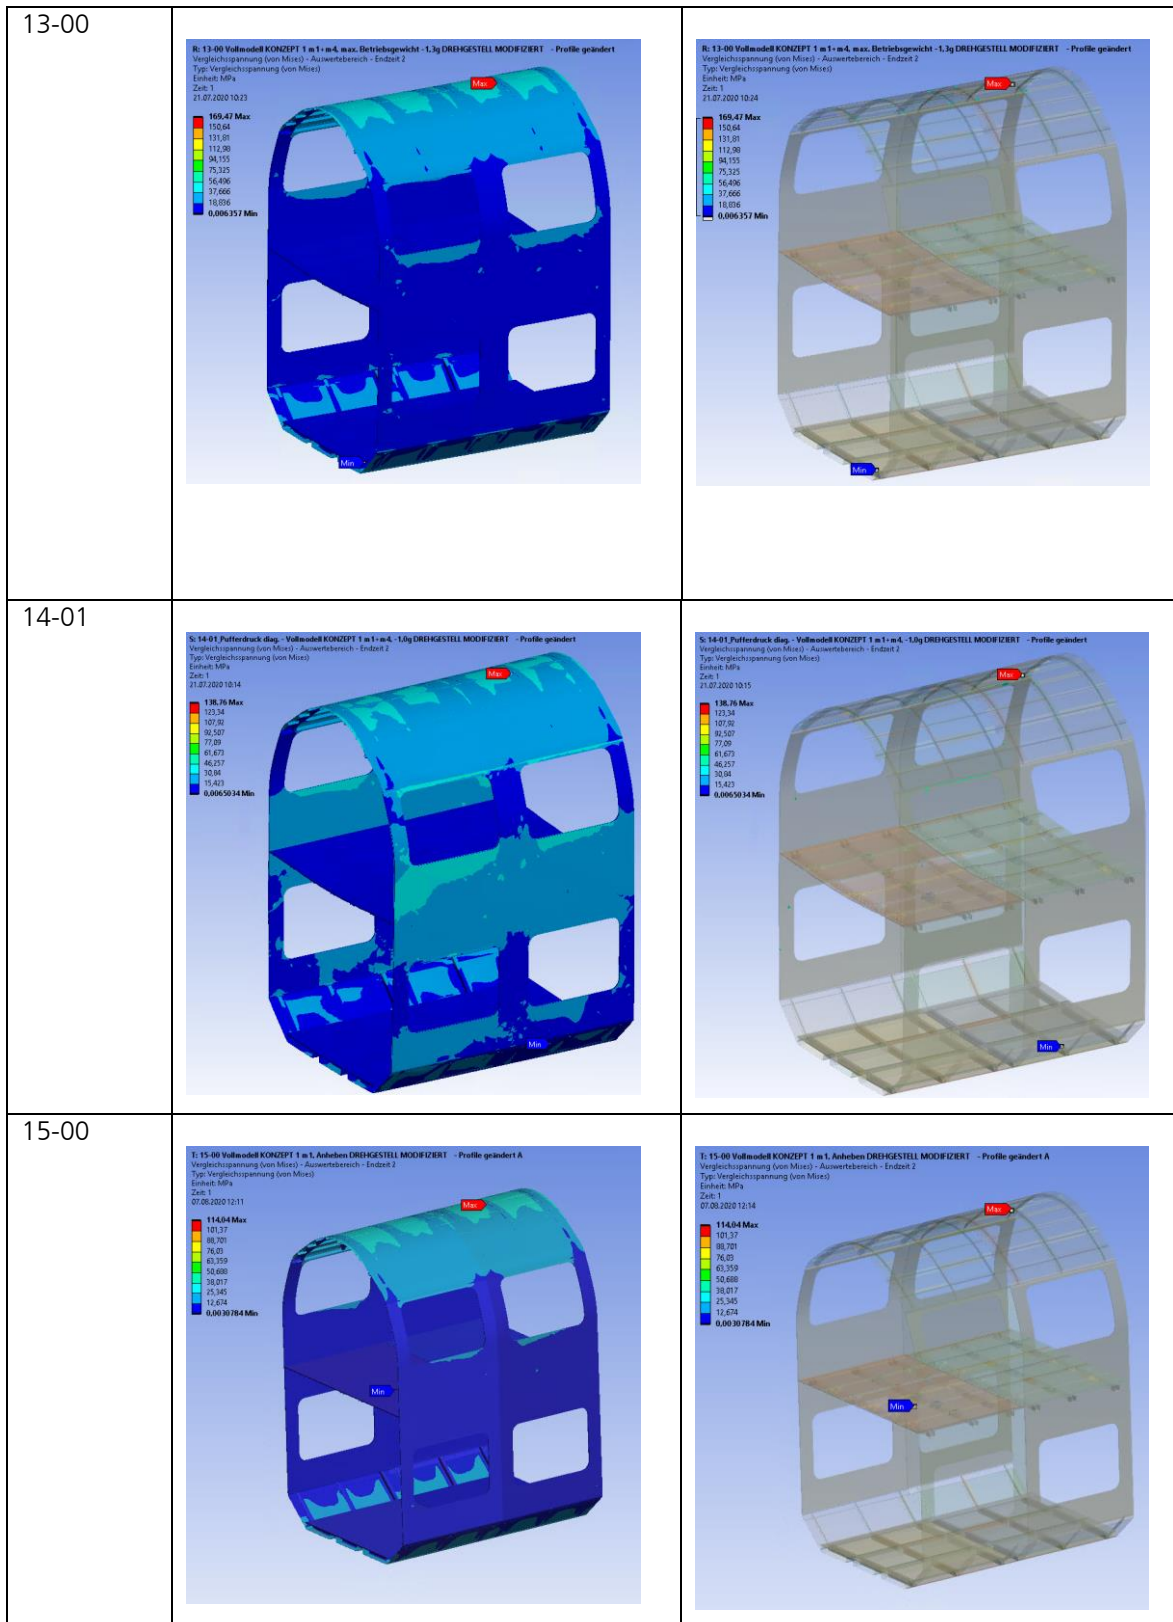 13-00
R: 13-00 Vollmodell KONZEPT 1 m1+m4, max. Betriebsgewicht -1,3g DREHGESTELL MODIFIZIERT - Profile geändert
Vergleichsspannung (von Mises) - Auswertebereich - Endzeit 2
Typ: Vergleichsspannung (von Mises)
Einheit: MPa
Zeit: 1
21.07.2020 10:23
169,47 Max
150,64
131,81
112,98
94,155
75,325
56,496
37,666
18,836
0,006357 Min
Max
Min
R: 13-00 Vollmodell KONZEPT 1 m1+m4, max. Betriebsgewicht -1,3g DREHGESTELL MODIFIZIERT - Profile geändert
Vergleichsspannung (von Mises) - Auswertebereich - Endzeit 2
Typ: Vergleichsspannung (von Mises)
Einheit: MPa
Zeit: 1
21.07.2020 10:24
169,47 Max
150,64
131,81
112,98
94,155
75,325
56,496
37,666
18,836
0,006357 Min
Max
Min
14-01
S: 14-01_Pufferdruck diag. - Vollmodell KONZEPT 1 m1+m4, -1,0g DREHGESTELL MODIFIZIERT - Profile geändert
Vergleichsspannung (von Mises) - Auswertebereich - Endzeit 2
Typ: Vergleichsspannung (von Mises)
Einheit: MPa
Zeit: 1
21.07.2020 10:14
138,76 Max
123,34
107,92
92,507
77,09
61,673
46,257
30,84
15,423
0,0065034 Min
Max
Min
S: 14-01_Pufferdruck diag. - Vollmodell KONZEPT 1 m1+m4, -1,0g DREHGESTELL MODIFIZIERT - Profile geändert
Vergleichsspannung (von Mises) - Auswertebereich - Endzeit 2
Typ: Vergleichsspannung (von Mises)
Einheit: MPa
Zeit: 1
21.07.2020 10:15
138,76 Max
123,34
107,92
92,507
77,09
61,673
46,257
30,84
15,423
0,0065034 Min
Max
Min
15-00
T: 15-00 Vollmodell KONZEPT 1 m1, Anheben DREHGESTELL MODIFIZIERT - Profile geändert A
Vergleichsspannung (von Mises) - Auswertebereich - Endzeit 2
Typ: Vergleichsspannung (von Mises)
Einheit: MPa
Zeit: 1
07.08.2020 12:11
114,04 Max
101,37
88,701
76,03
63,359
50,688
38,017
25,345
12,674
0,0030784 Min
Max
Min
T: 15-00 Vollmodell KONZEPT 1 m1, Anheben DREHGESTELL MODIFIZIERT - Profile geändert A
Vergleichsspannung (von Mises) - Auswertebereich - Endzeit 2
Typ: Vergleichsspannung (von Mises)
Einheit: MPa
Zeit: 1
07.08.2020 12:14
114,04 Max
101,37
88,701
76,03
63,359
50,688
38,017
25,345
12,674
0,0030784 Min
Max
Min